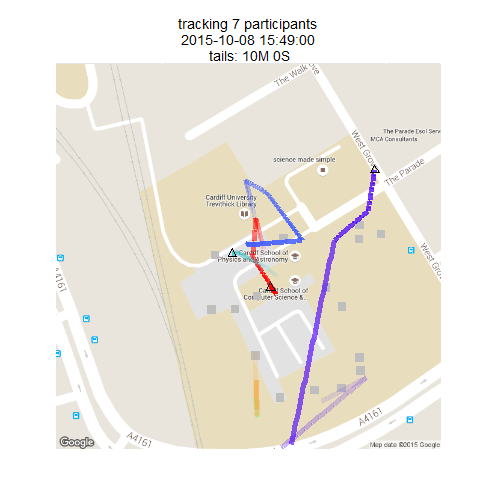 tracking 7 participants
2015-10-08 15:49:00
tails: 10M 0S
The Walk
West Grove
The Parade Esol Serv
MCA Consultants
science made simple
The Parade
Cardiff University
Trevithick Library
Cardiff School of
Physics and Astronomy
West Gro
Cardiff School of
Computer Science &...
A4161
A4161
A4161
Google
Map data ©2015 Google